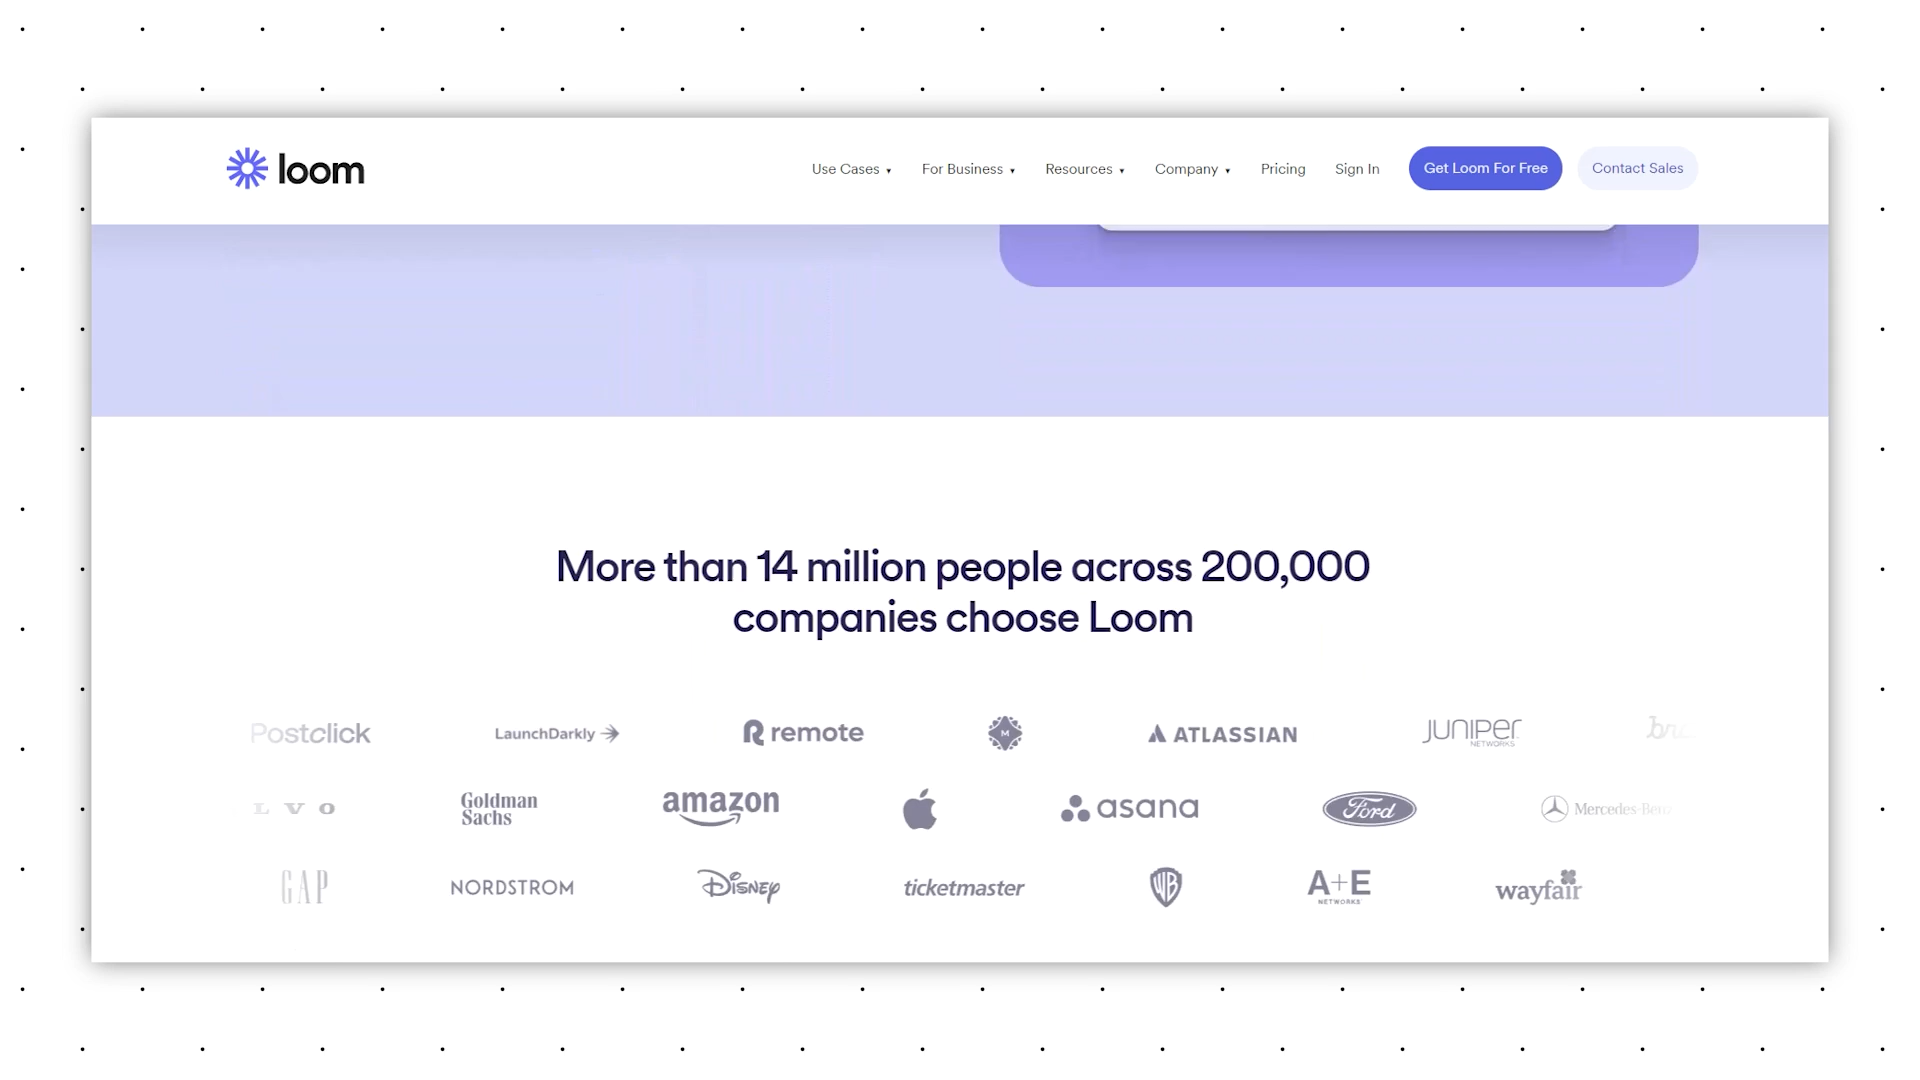 loom
Use Cases
For Business
Resources
Company
Pricing
Sign In
Get Loom For Free
Contact Sales
More than 14 million people across 200,000
companies choose Loom
Postclick
LaunchDarkly
remote
M
ATLASSIAN
JUNIPER
NETWORKS
LVO
Goldman
Sachs
amazon
asana
Ford
Mercedes-Benz
GAP
NORDSTROM
Disney
ticketmaster
WB
A+E
NETWORKS
wayfair